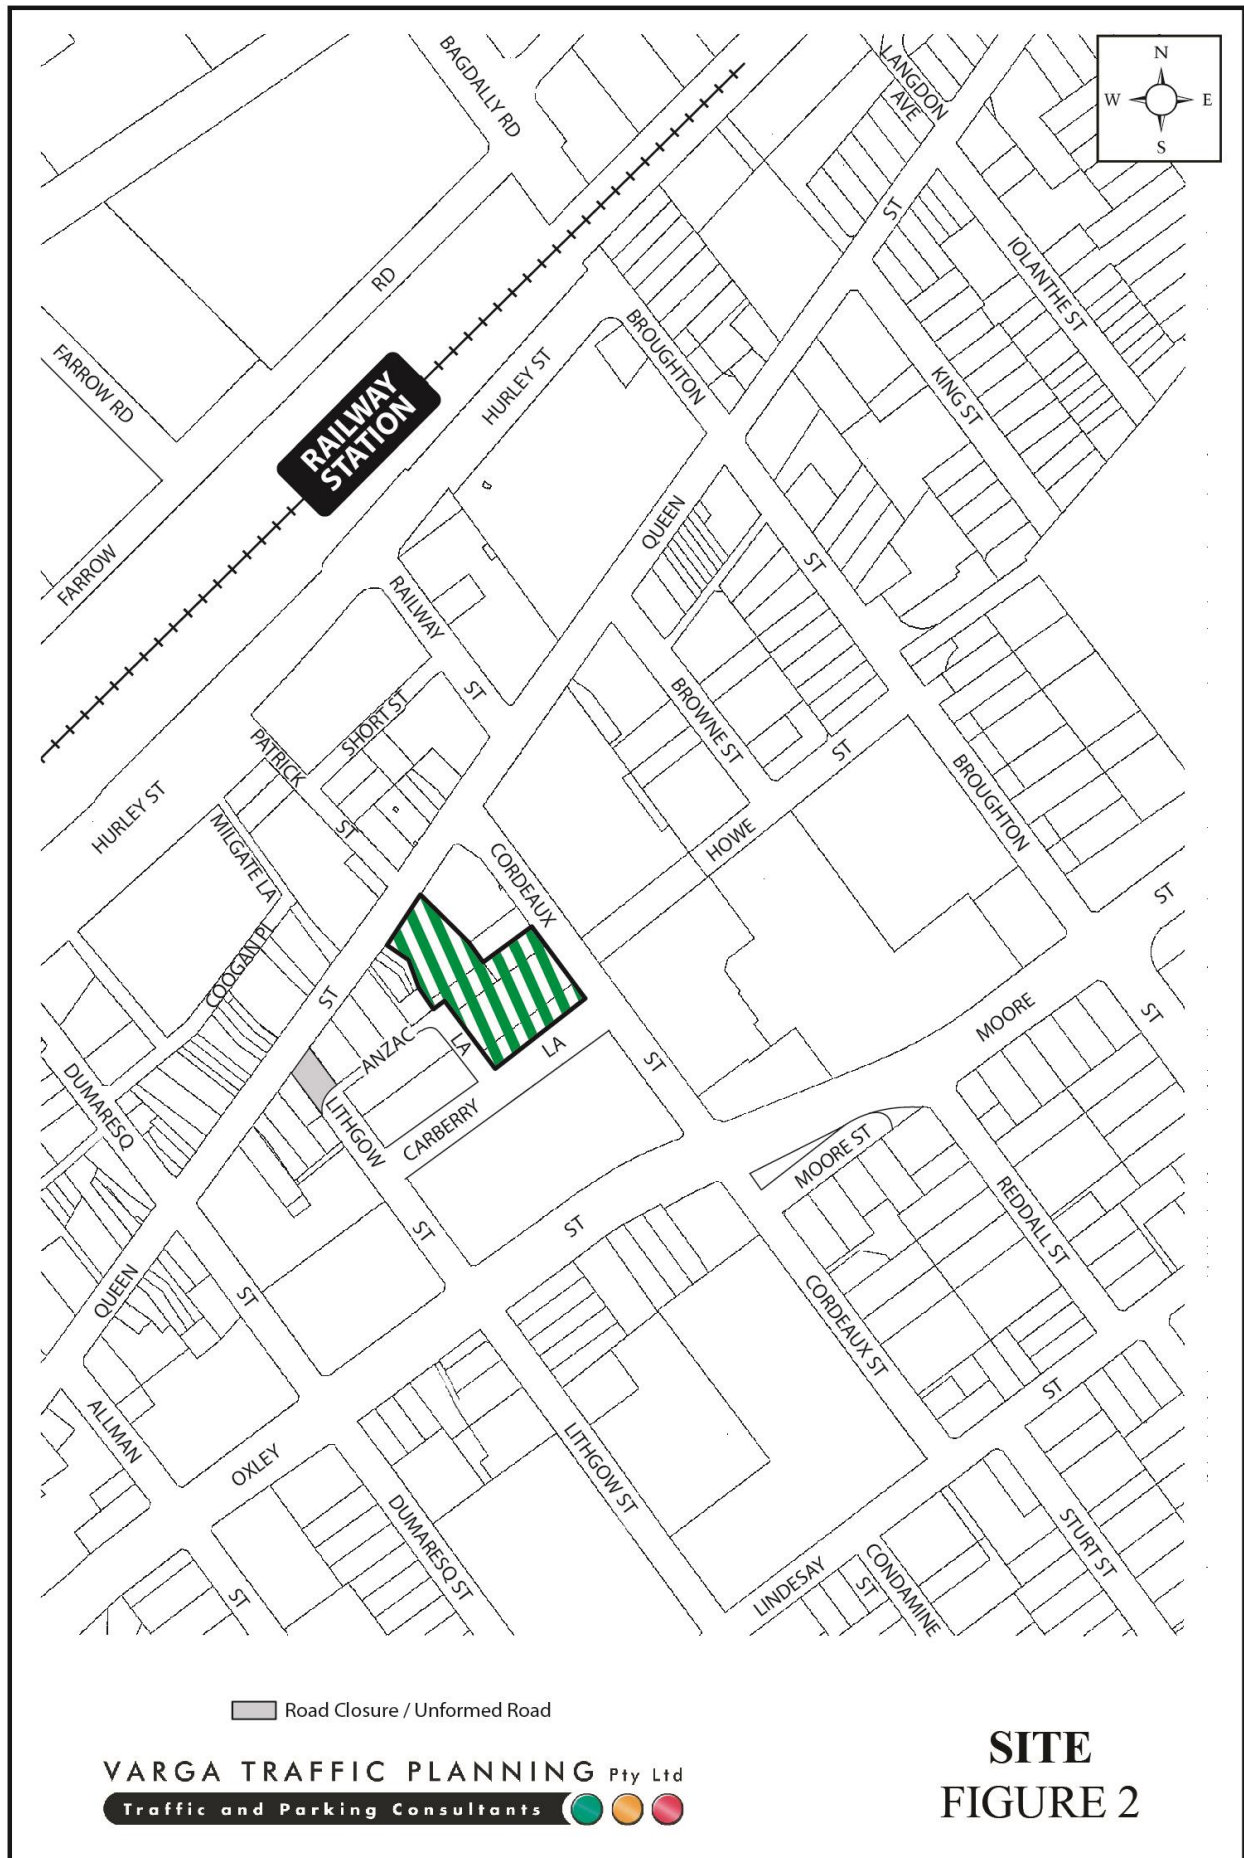 BAGDALLY RD
LANGDON
AVE
N
W
E
S
ST
RD
IOLANTHE ST
FARROW RD
HURLEY ST
BROUGHTON
KING ST
RAILWAY
STATION
QUEEN
FARROW
ST
RAILWAY
ST
BROWNE ST
SHORT ST
PATRICK
ST
ST
BROUGHTON
HURLEY ST
MILGATE LA
ST
CORDEAUX
HOWE
ST
COOGAN PL
ST
MOORE
ST
ANZAC
LA
LA
ST
DUMARESQ
LITHGOW
CARBERRY
MOORE ST
REDDALL ST
ST
ST
QUEEN
ST
CORDEAUX ST
ST
ALLMAN
OXLEY
LITHGOW ST
DUMARESQ ST
STURT ST
LINDESAY
ST
CONDAMINE
ST
Road Closure / Unformed Road
VARGA TRAFFIC PLANNING Pty Ltd
Traffic and Parking Consultants
SITE
FIGURE 2